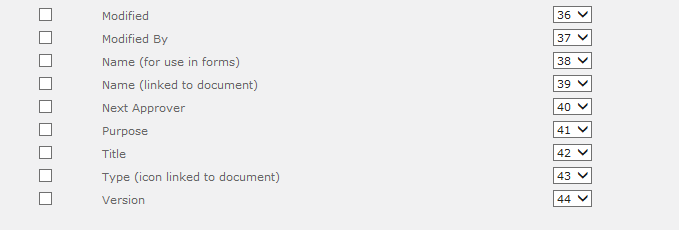 Modified 36
Modified By 37
Name (for use in forms) 38
Name (linked to document) 39
Next Approver 40
Purpose 41
Title 42
Type (icon linked to document) 43
Version 44